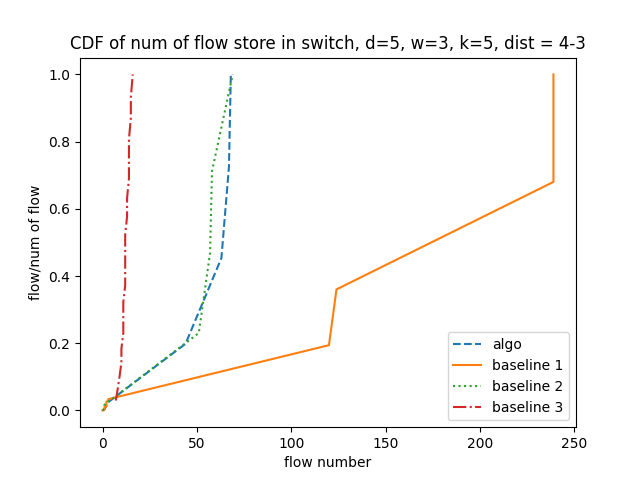 CDF of num of flow store in switch, d=5, w=3, k=5, dist = 4-3
1.0
0.8
0.6
0.4
0.2
0.0
flow/num of flow
algo
baseline 1
baseline 2
baseline 3
0 50 100 150 200 250
flow number